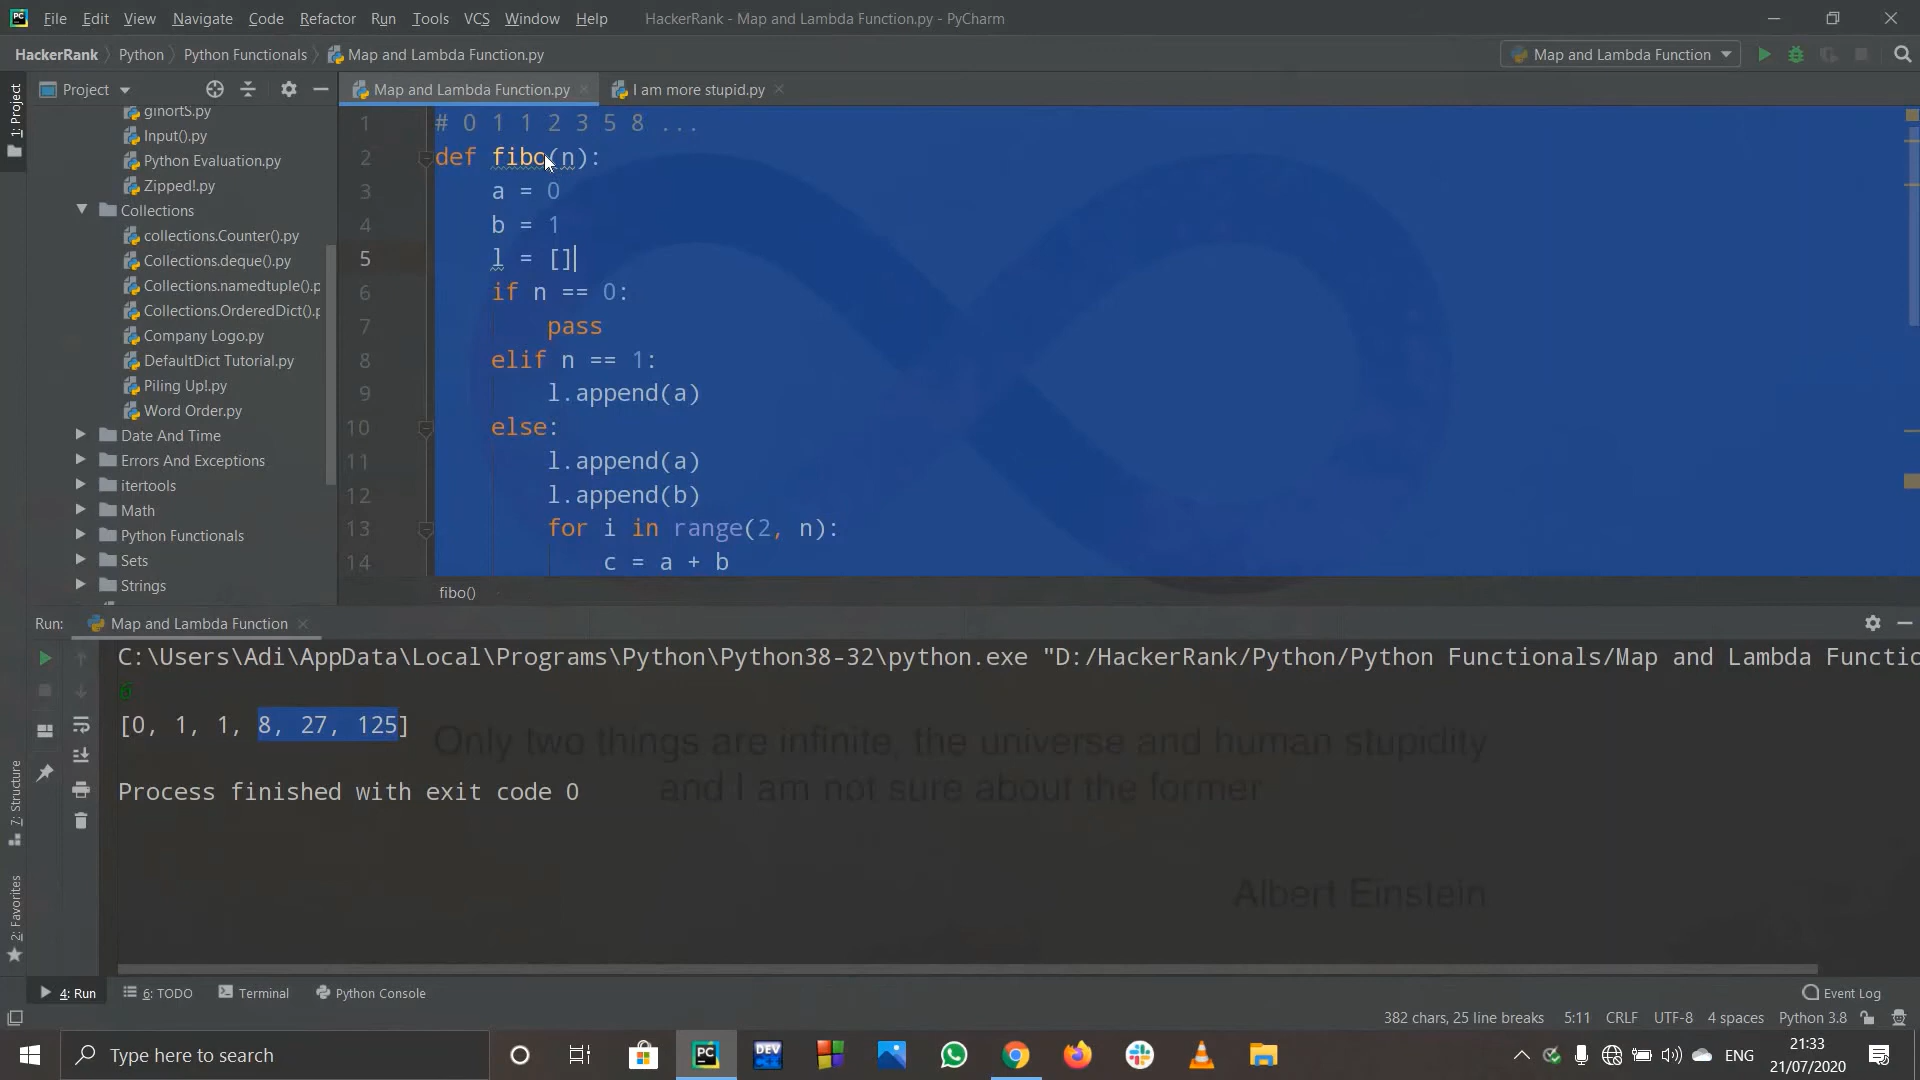 File Edit View Navigate Code Refactor Run Tools VCS Window Help HackerRank - Map and Lambda Function.py - PyCharm
HackerRank Python Python Functionals Map and Lambda Function.py Map and Lambda Function
1: Project
Project
ginortS.py
Input().py
Python Evaluation.py
Zipped!.py
Collections
collections.Counter().py
Collections.deque().py
Collections.namedtuple().p
Collections.OrderedDict().p
Company Logo.py
DefaultDict Tutorial.py
Piling Up!.py
Word Order.py
Date And Time
Errors And Exceptions
itertools
Math
Python Functionals
Sets
Strings
Map and Lambda Function.py I am more stupid.py
1 # 0 1 1 2 3 5 8 ...
2 def fibo(n):
3 a = 0
4 b = 1
5 l = []
6 if n == 0:
7 pass
8 elif n == 1:
9 l.append(a)
10 else:
11 l.append(a)
12 l.append(b)
13 for i in range(2, n):
14 c = a + b
fibo()
Run: Map and Lambda Function
C:\Users\Adi\AppData\Local\Programs\Python\Python38-32\python.exe "D:/HackerRank/Python/Python Functionals/Map and Lambda Functio
6
[0, 1, 1, 8, 27, 125]
Only two things are infinite, the universe and human stupidity
and I am not sure about the former
Process finished with exit code 0
Albert Einstein
7: Structure
2: Favorites
4: Run 6: TODO Terminal Python Console Event Log
382 chars, 25 line breaks 5:11 CRLF UTF-8 4 spaces Python 3.8
PC
DEV
Type here to search
ENG
21:33
21/07/2020